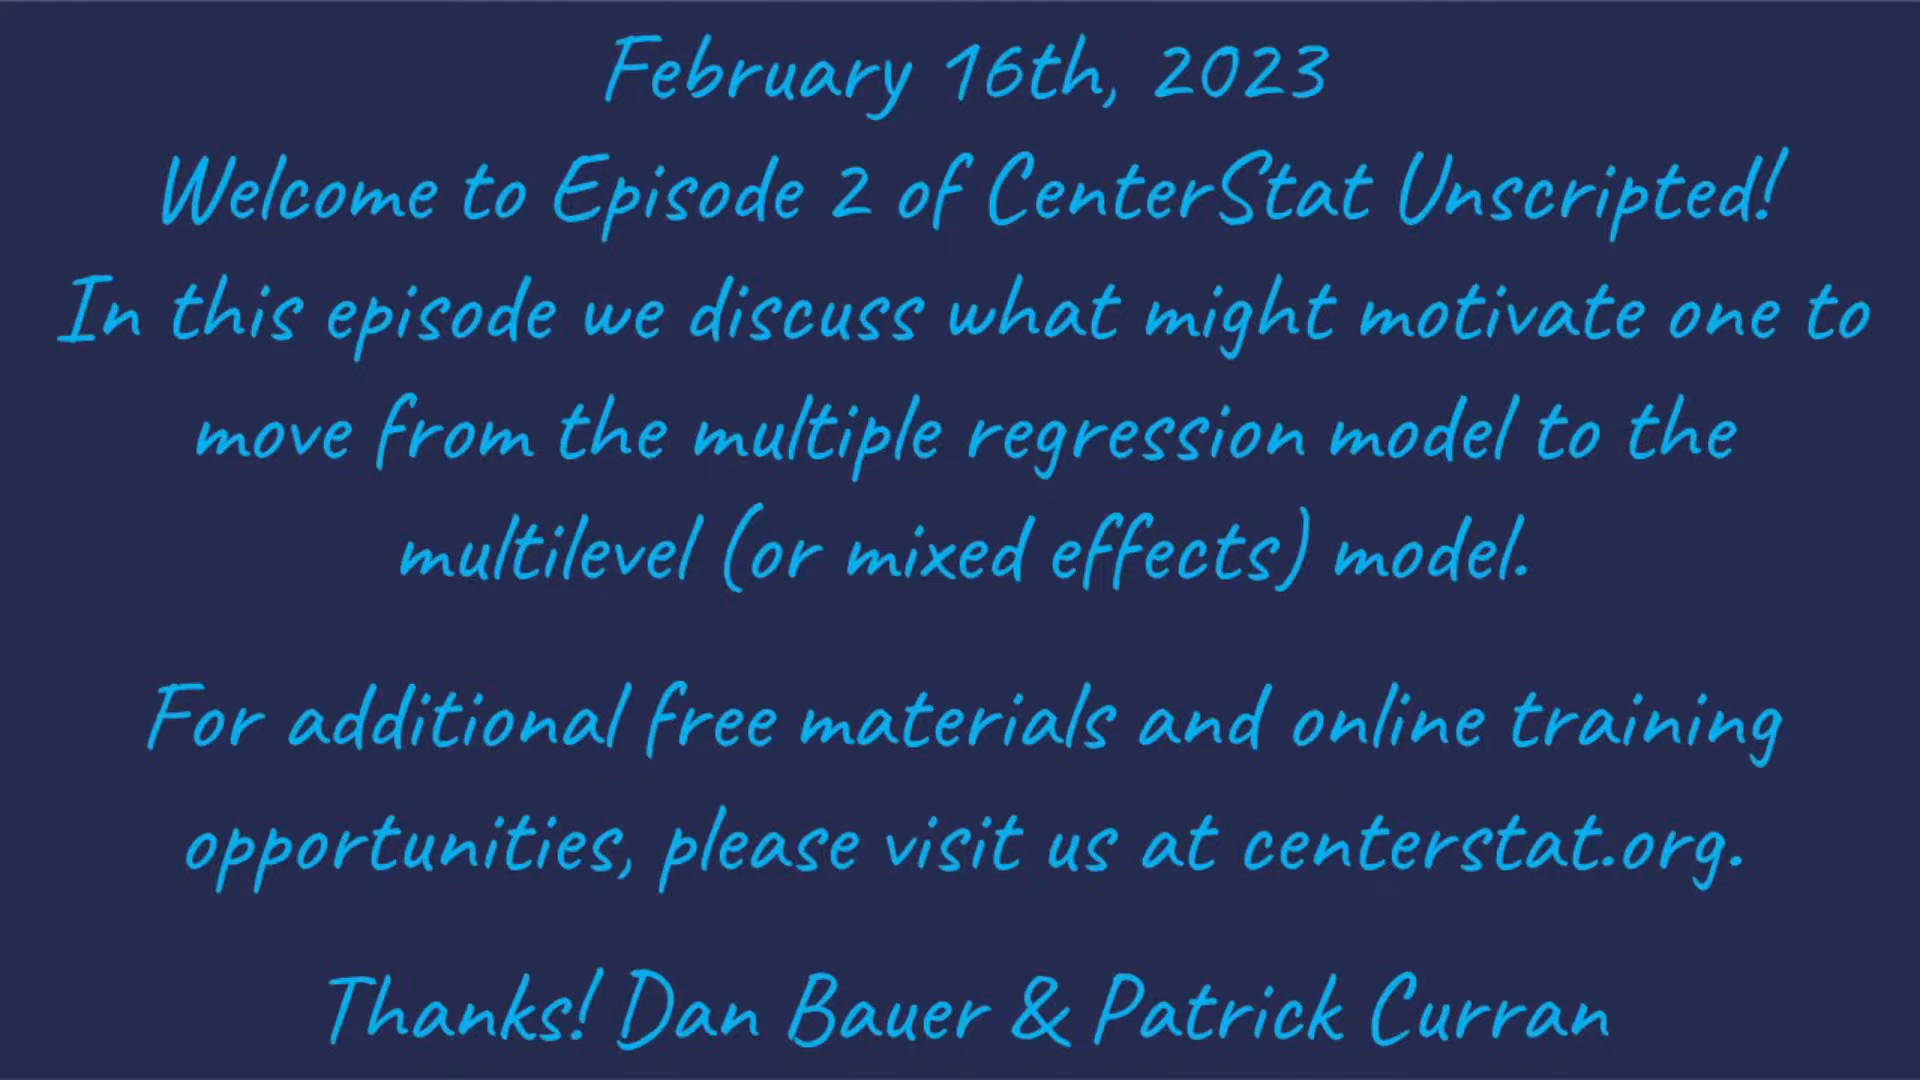 February 16th, 2023
Welcome to Episode 2 of CenterStat Unscripted!
In this episode we discuss what might motivate one to
move from the multiple regression model to the
multilevel (or mixed effects) model.
For additional free materials and online training
opportunities, please visit us at centerstat.org.
Thanks! Dan Bauer & Patrick Curran